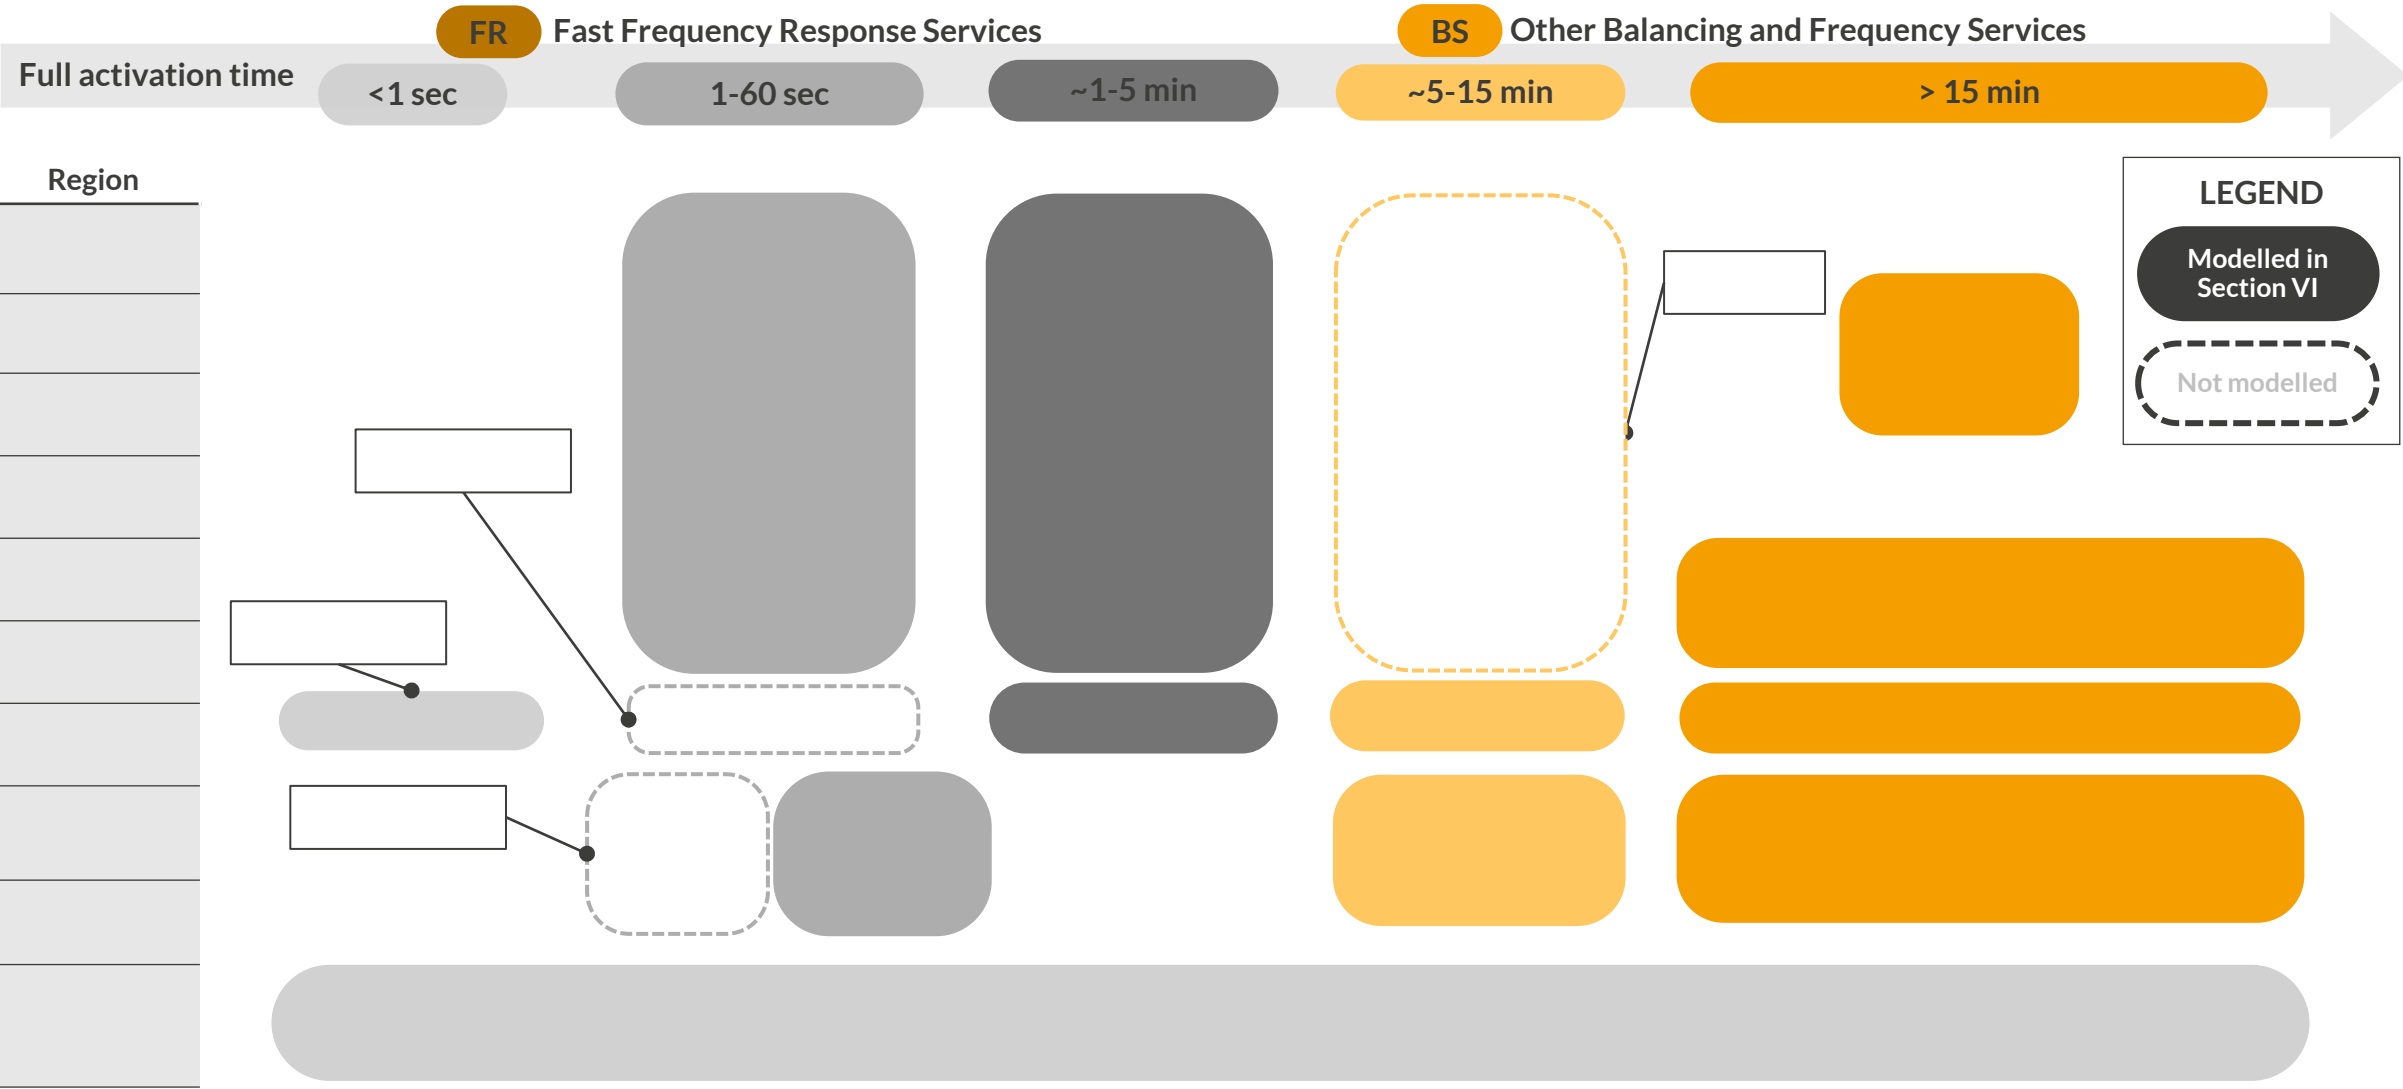 FR Fast Frequency Response Services
BS Other Balancing and Frequency Services
Full activation time
<1 sec
1-60 sec
~1-5 min
~5-15 min
> 15 min
Region
LEGEND
Modelled in
Section VI
Not modelled